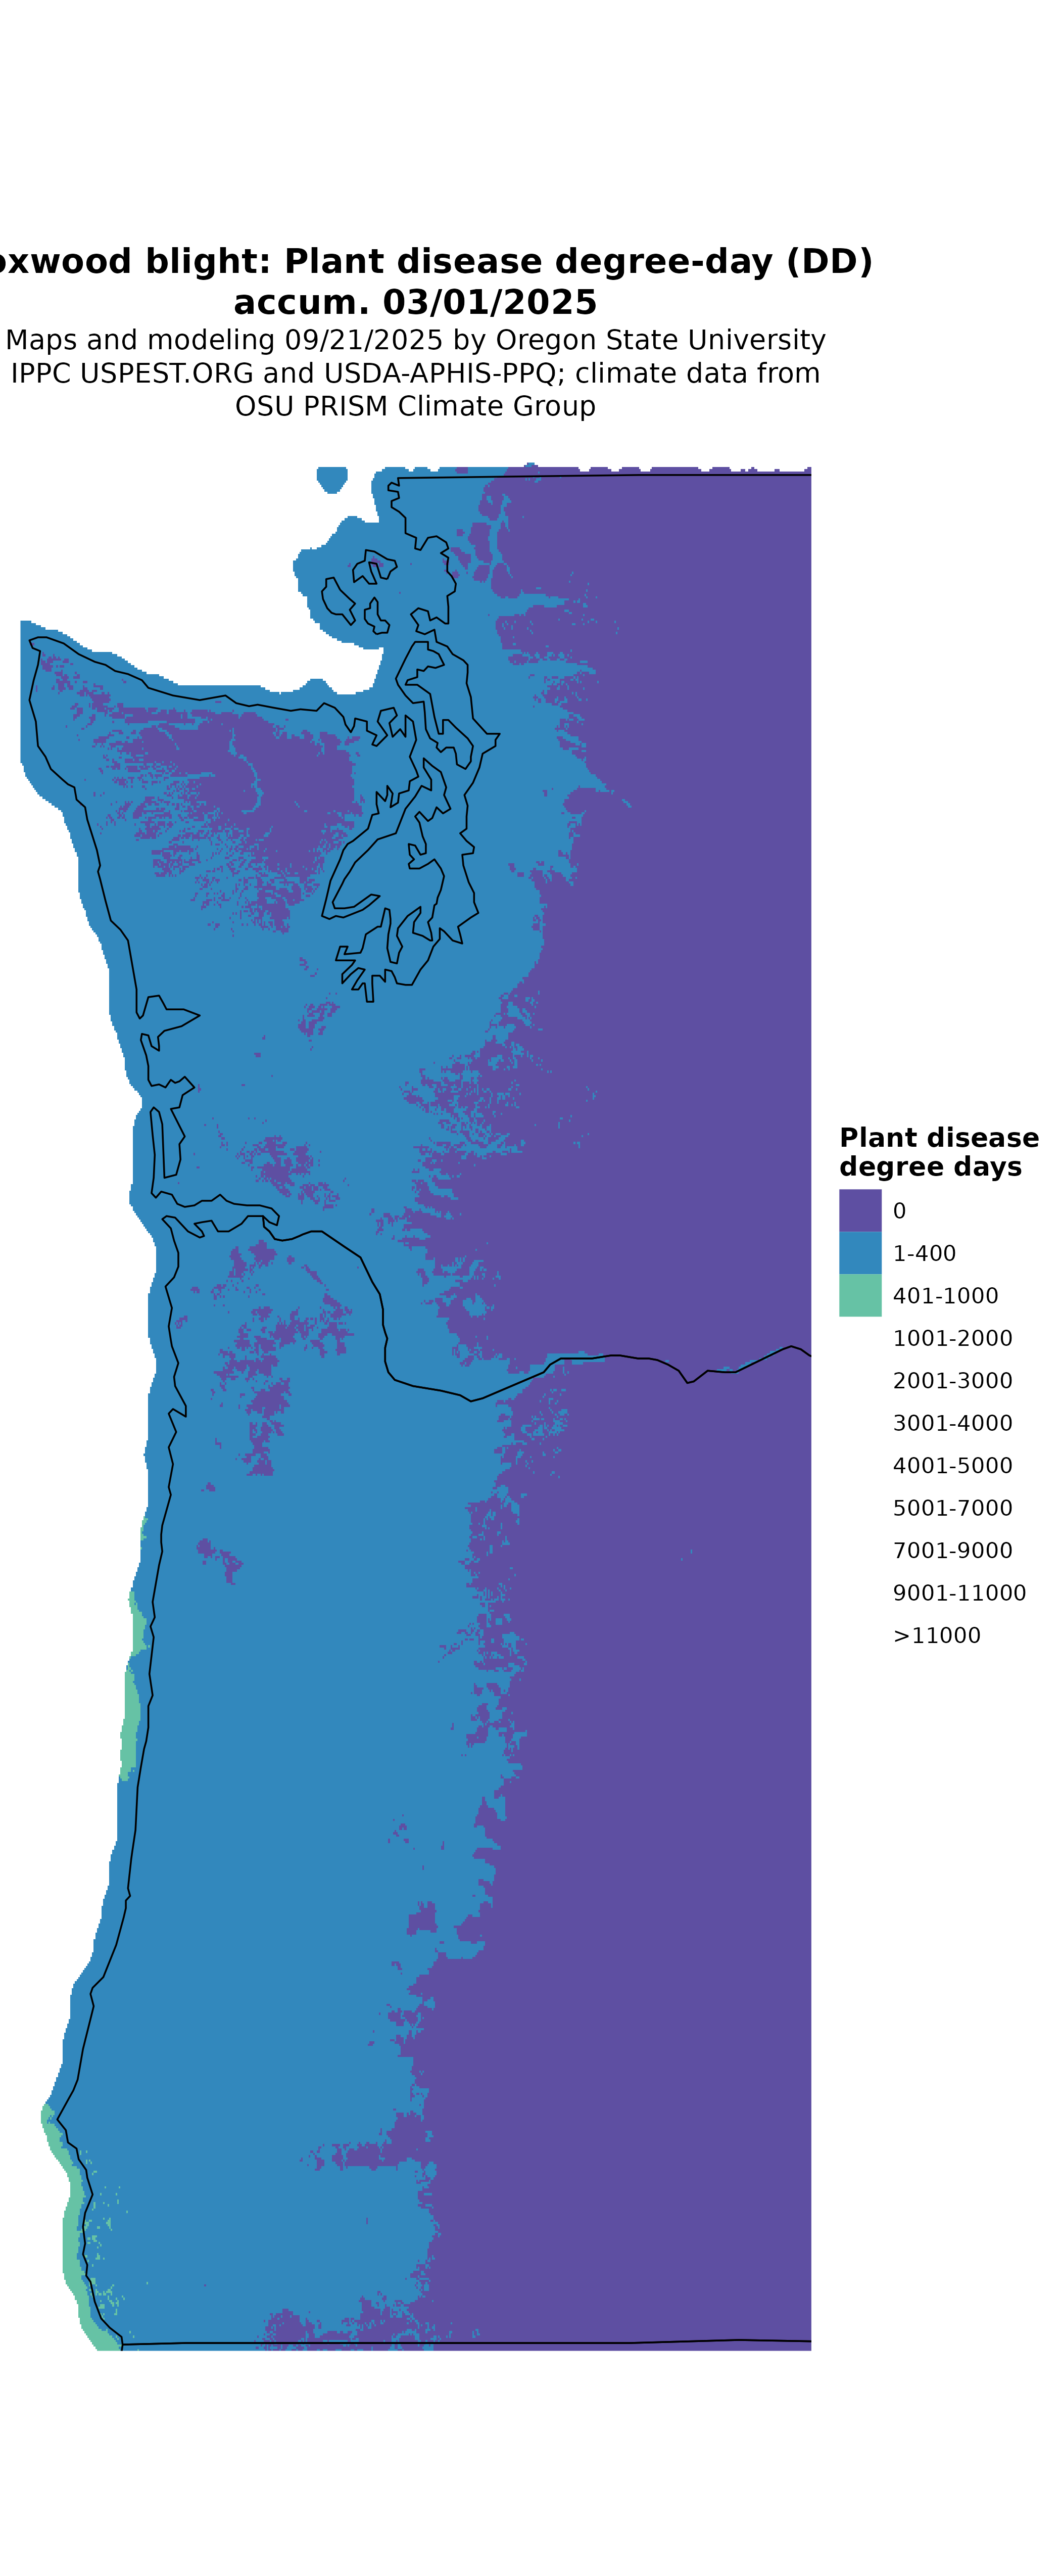 oxwood blight: Plant disease degree-day (DD)
accum. 03/01/2025
Maps and modeling 09/21/2025 by Oregon State University
IPPC USPEST.ORG and USDA-APHIS-PPQ; climate data from
OSU PRISM Climate Group
Plant disease
degree days
0
1-400
401-1000
1001-2000
2001-3000
3001-4000
4001-5000
5001-7000
7001-9000
9001-11000
>11000